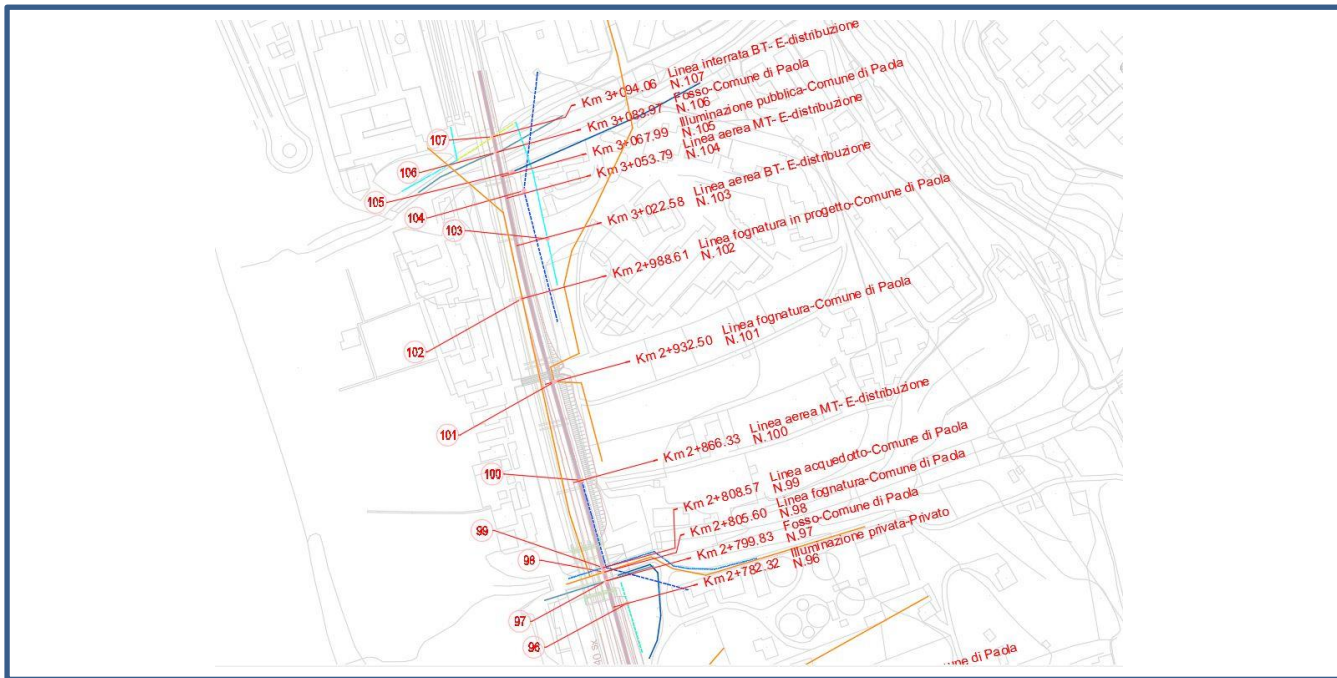 Km 3+094.06 Linea interrata BT- E-distribuzione
N.107
Km 3+083.97 Fosso-Comune di Paola
N.106
Km 3+067.99 Illuminazione pubblica-Comune di Paola
N.105
Km 3+053.79 Linea aerea MT- E-distribuzione
N.104
Km 3+022.58 Linea aerea BT- E-distribuzione
N.103
Km 2+988.61 Linea fognatura in progetto-Comune di Paola
N.102
Km 2+932.50 Linea fognatura-Comune di Paola
N.101
Km 2+866.33 Linea aerea MT- E-distribuzione
N.100
Km 2+808.57 Linea acquedotto-Comune di Paola
N.99
Km 2+805.60 Linea fognatura-Comune di Paola
N.98
Km 2+799.83 Fosso-Comune di Paola
N.97
Km 2+782.32 Illuminazione privata-Privato
N.96
107
106
105
104
103
102
101
100
99
98
97
96
di Paola